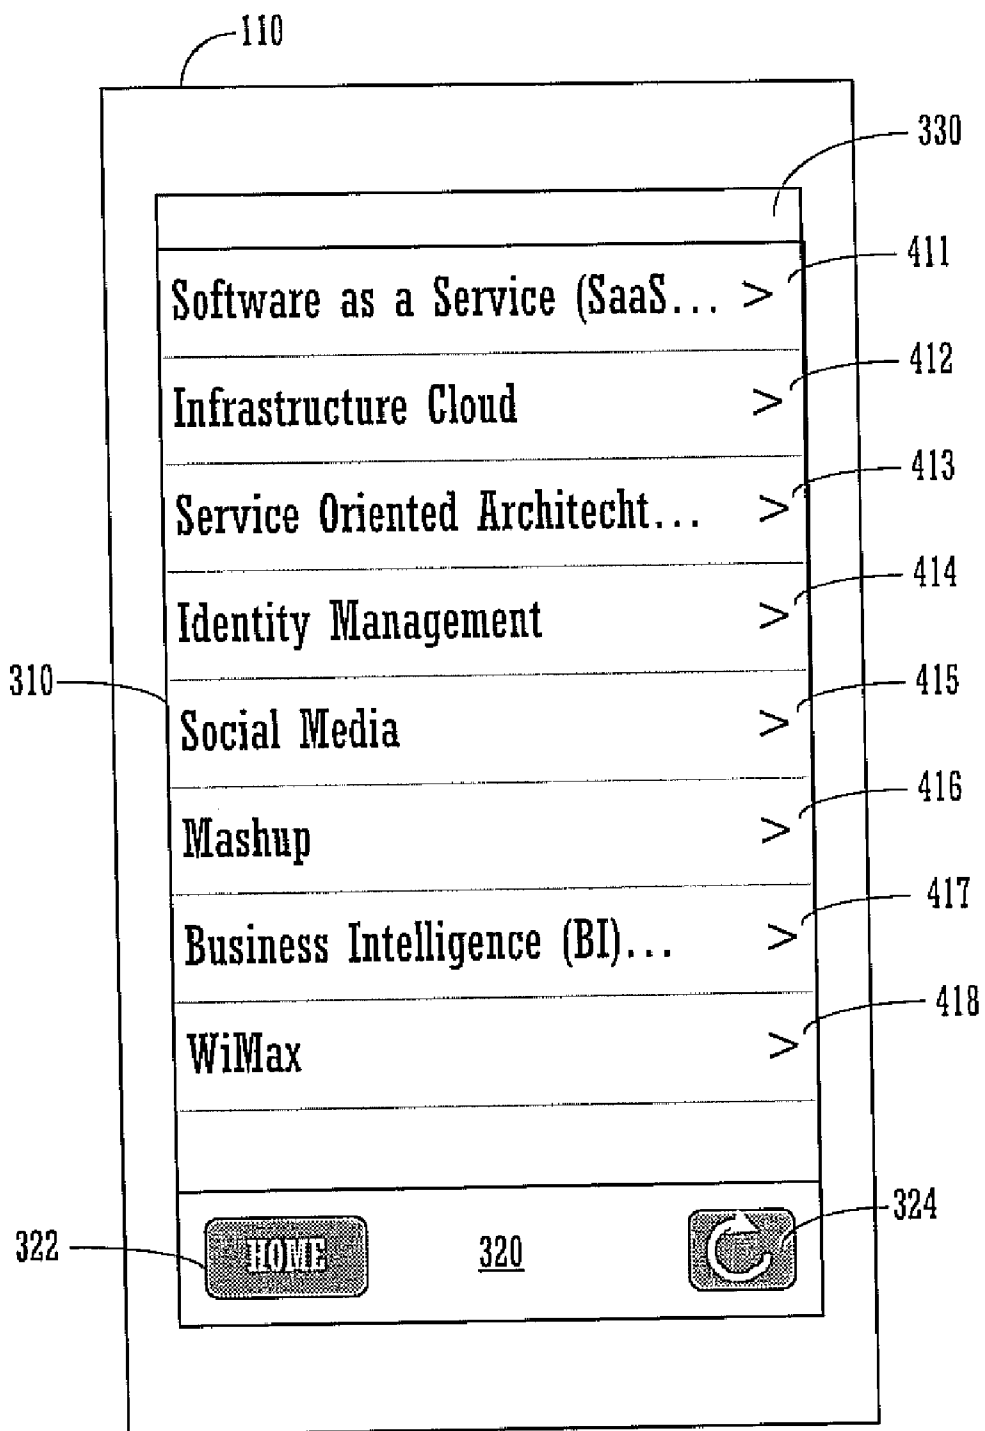 110
330
411
Software as a Service (SaaS... >
412
Infrastructure Cloud >
413
Service Oriented Architecht... >
414
Identity Management >
310
415
Social Media >
416
Mashup >
417
Business Intelligence (BI)... >
418
WiMax >
322
HOME
320
324